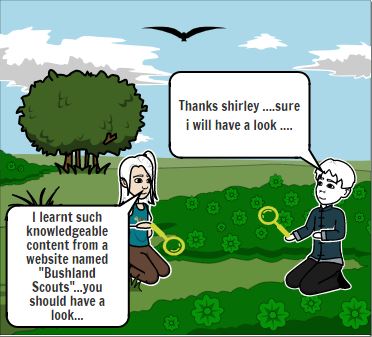 Thanks shirley ....sure
i will have a look ....
I learnt such
knowledgeable
content from a
website named
"Bushland
Scouts"...you
should have a
look...